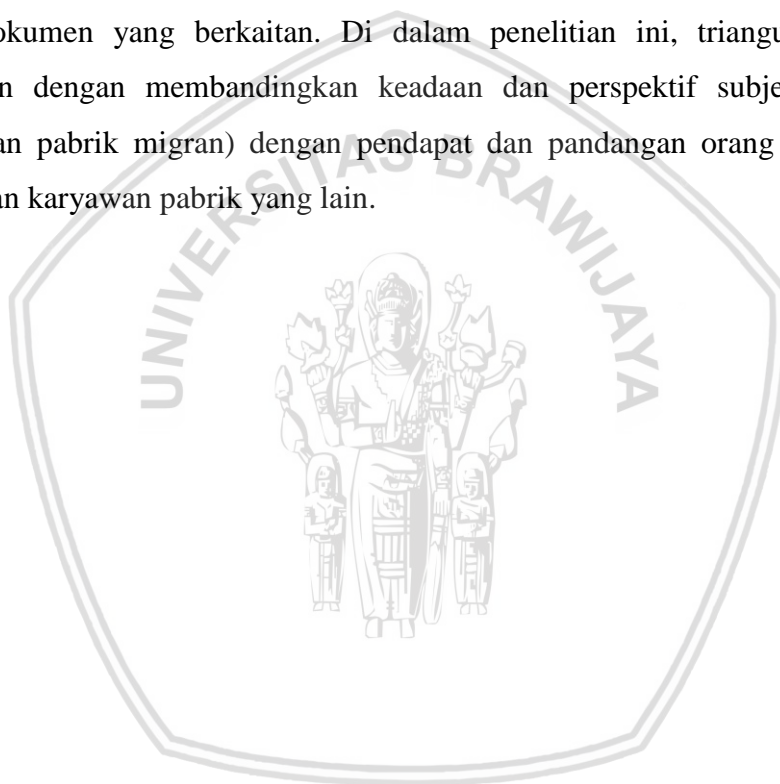 okumen yang berkaitan. Di dalam penelitian ini, triangu
n dengan membandingkan keadaan dan perspektif subje
an pabrik migran) dengan pendapat dan pandangan orang
an karyawan pabrik yang lain.
UNIVERSITAS BRAWIJAYA